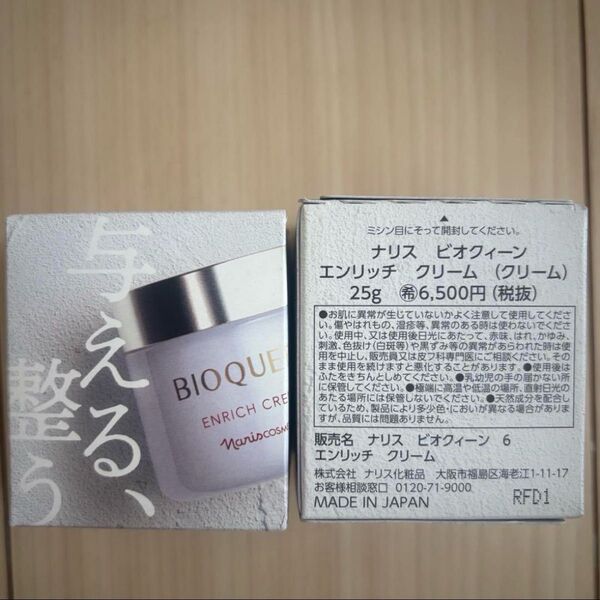 与える、
整う
BIOQUE
ENRICH CRE
nariscosm
ミシン目にそって開封してください。
ナリス ビオクィーン
エンリッチ クリーム (クリーム)
25g 希6,500円(税抜)
●お肌に異常が生じていないかよく注意して使用してくださ
い。傷やはれもの、湿疹等、異常のある時は使わないでくださ
い。使用中、又は使用後日光にあたって、赤味、はれ、かゆみ、
刺激、色抜け(白斑等)や黒ずみ等の異常があらわれた時は使用
を中止し、販売員又は皮フ科専門医にご相談ください。その
まま使用を続けますと悪化することがあります。●使用後は
ふたをきちんとしめてください。●乳幼児の手の届かない所
に保管してください。●極端に高温や低温の場所、直射日光の
あたる場所には保管しないでください。●天然成分を配合し
ているため、製品により多少色・においが異なる場合がありま
すが、品質には問題ありません。
販売名 ナリス ビオクィーン 6
エンリッチ クリーム
株式会社 ナリス化粧品 大阪市福島区海老江1-11-17
お客様相談窓口 0120-71-9000
MADE IN JAPAN RFD1